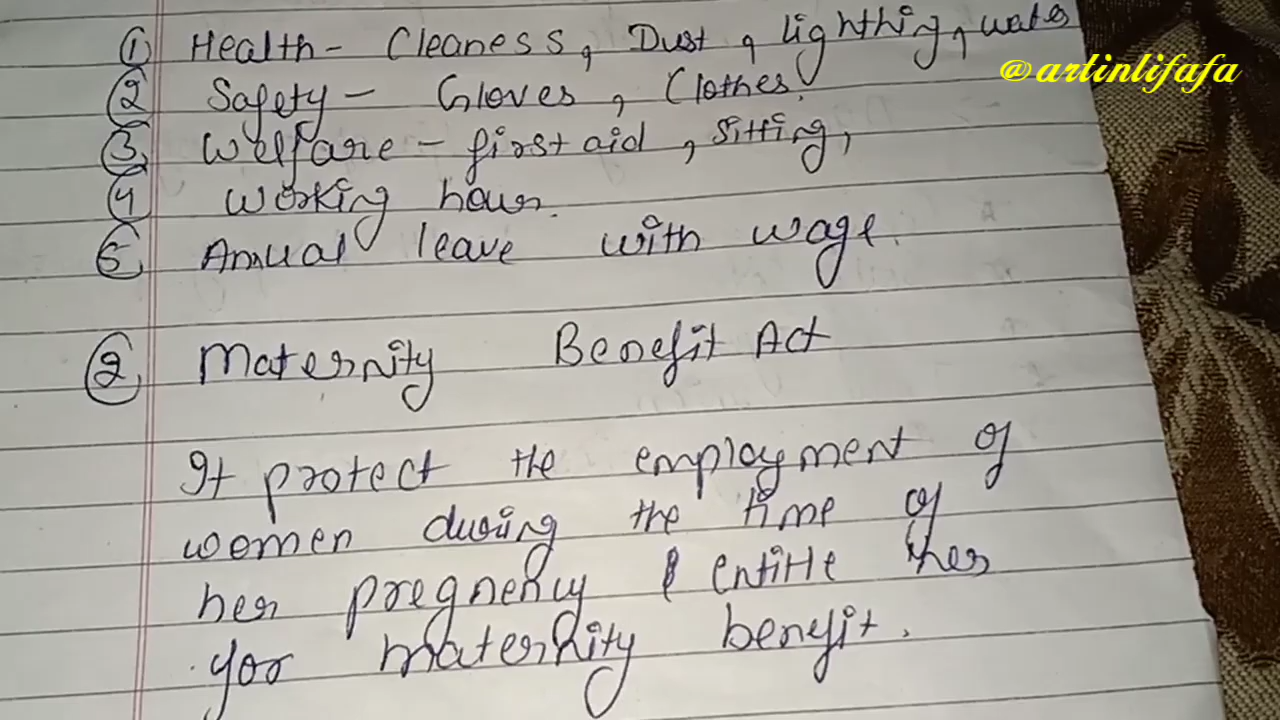 ① Health - Cleaness, Dust, lighthing, water
@artinlifafa
② Safety - Gloves, Clothes.
③ Welfare - first aid, sitting,
④ Working hour.
⑤ Annual leave with wage.
② Maternity Benefit Act
It protect the employment of
women during the time of
her pregnency & entitle her
for maternity benefit.